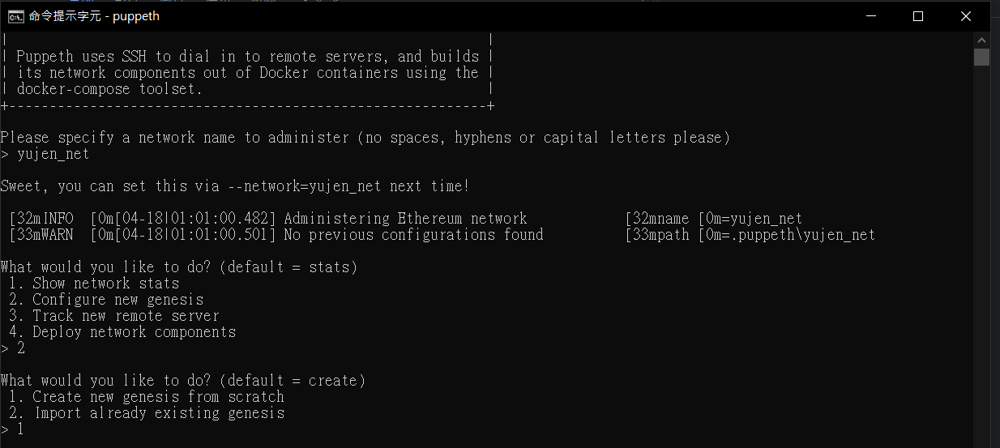 命令提示字元 - puppeth
|                                                           |
| Puppeth uses SSH to dial in to remote servers, and builds |
| its network components out of Docker containers using the |
| docker-compose toolset.                                   |
+-----------------------------------------------------------+
Please specify a network name to administer (no spaces, hyphens or capital letters please)
> yujen_net
Sweet, you can set this via --network=yujen_net next time!
[32mINFO  [0m[04-18|01:01:00.482] Administering Ethereum network            [32mname [0m=yujen_net
[33mWARN  [0m[04-18|01:01:00.501] No previous configurations found          [33mpath [0m=.puppeth\yujen_net
What would you like to do? (default = stats)
1. Show network stats
2. Configure new genesis
3. Track new remote server
4. Deploy network components
> 2
What would you like to do? (default = create)
1. Create new genesis from scratch
2. Import already existing genesis
> 1